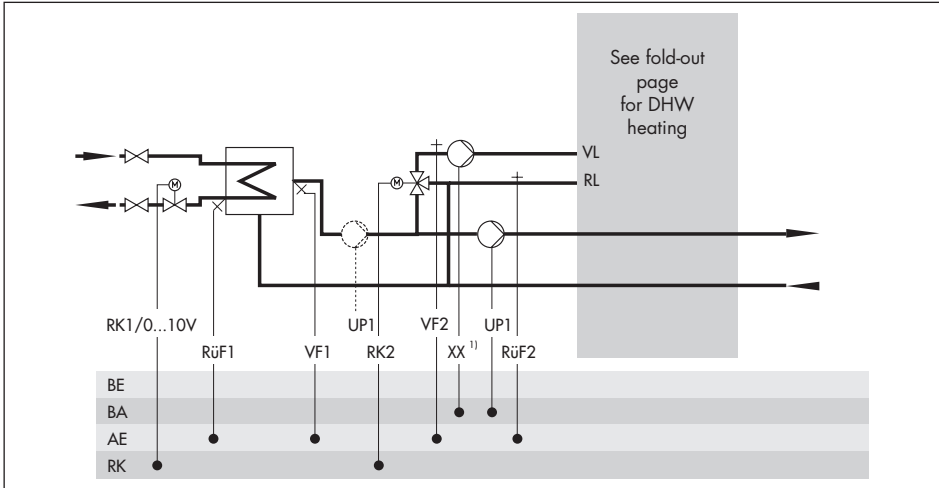 See fold-out
page
for DHW
heating
VL
RL
M
M
RK1/0...10V
RüF1
VF1
UP1
RK2
VF2
XX 1)
UP1
RüF2
BE
BA
AE
RK